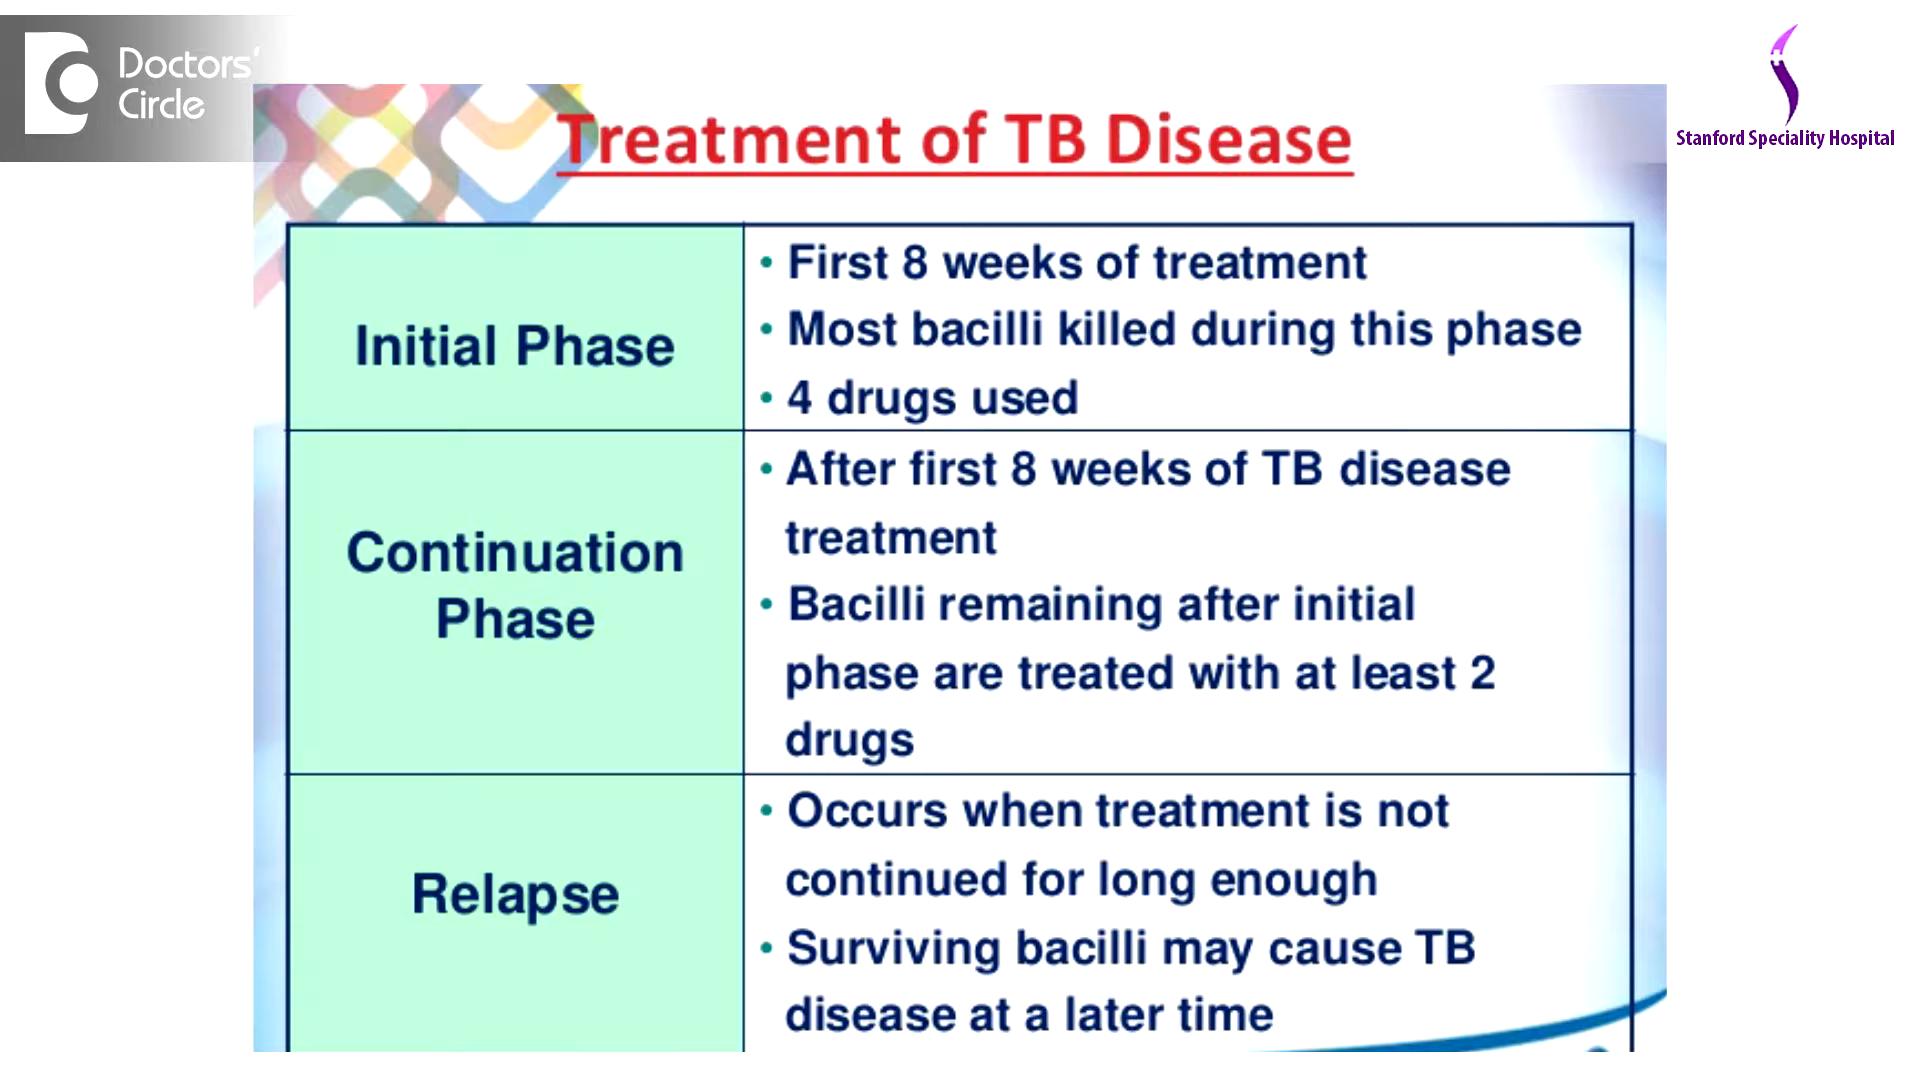 Doctors'
Circle
Stanford Speciality Hospital
Treatment of TB Disease
Initial Phase
• First 8 weeks of treatment
• Most bacilli killed during this phase
• 4 drugs used
Continuation
Phase
• After first 8 weeks of TB disease
treatment
• Bacilli remaining after initial
phase are treated with at least 2
drugs
Relapse
• Occurs when treatment is not
continued for long enough
• Surviving bacilli may cause TB
disease at a later time